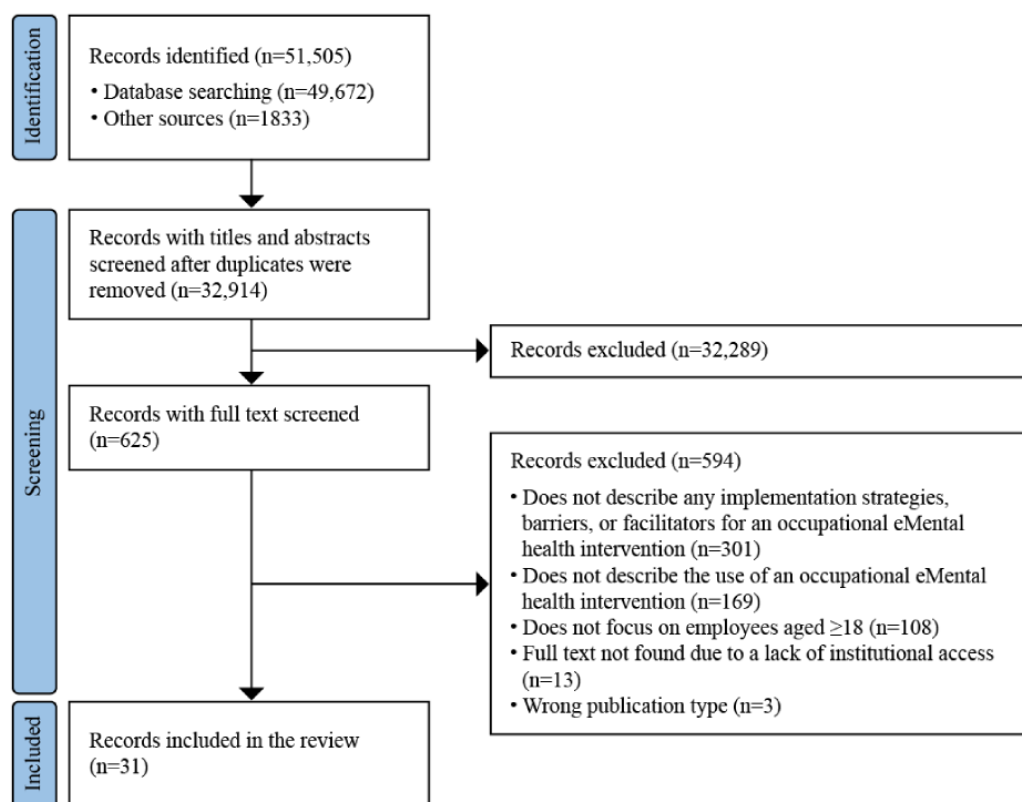 Identification
Records identified (n=51,505)
• Database searching (n=49,672)
• Other sources (n=1833)
Screening
Records with titles and abstracts
screened after duplicates were
removed (n=32,914)
Records excluded (n=32,289)
Records with full text screened
(n=625)
Records excluded (n=594)
• Does not describe any implementation strategies,
barriers, or facilitators for an occupational eMental
health intervention (n=301)
• Does not describe the use of an occupational eMental
health intervention (n=169)
• Does not focus on employees aged ≥18 (n=108)
• Full text not found due to a lack of institutional access
(n=13)
• Wrong publication type (n=3)
Included
Records included in the review
(n=31)